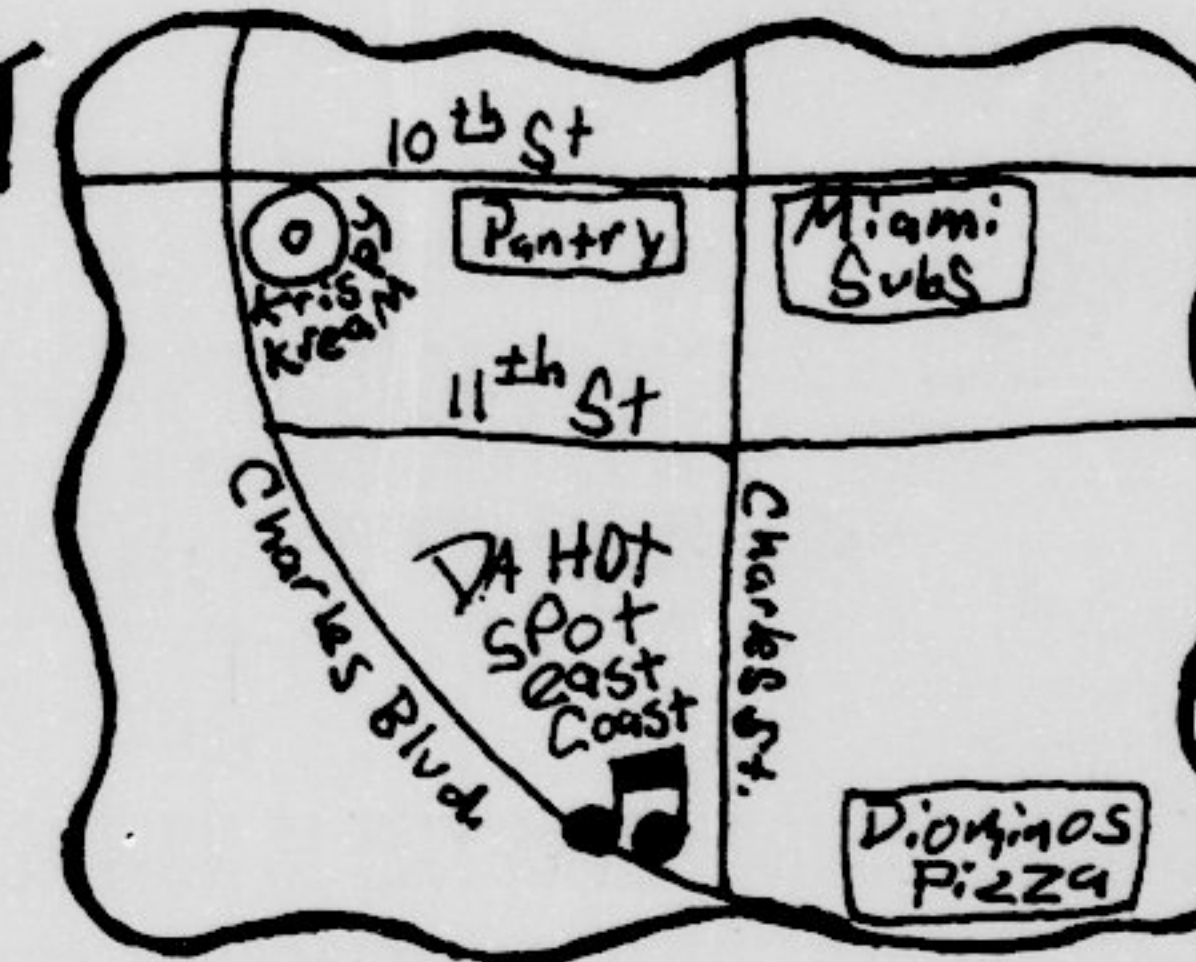 10th St
Krispy
Kream
Pantry
Miami
Subs
11th St
Charles Blvd.
DA HOT
SPOT
east
Coast
Charles St.
Diominos
Pizza